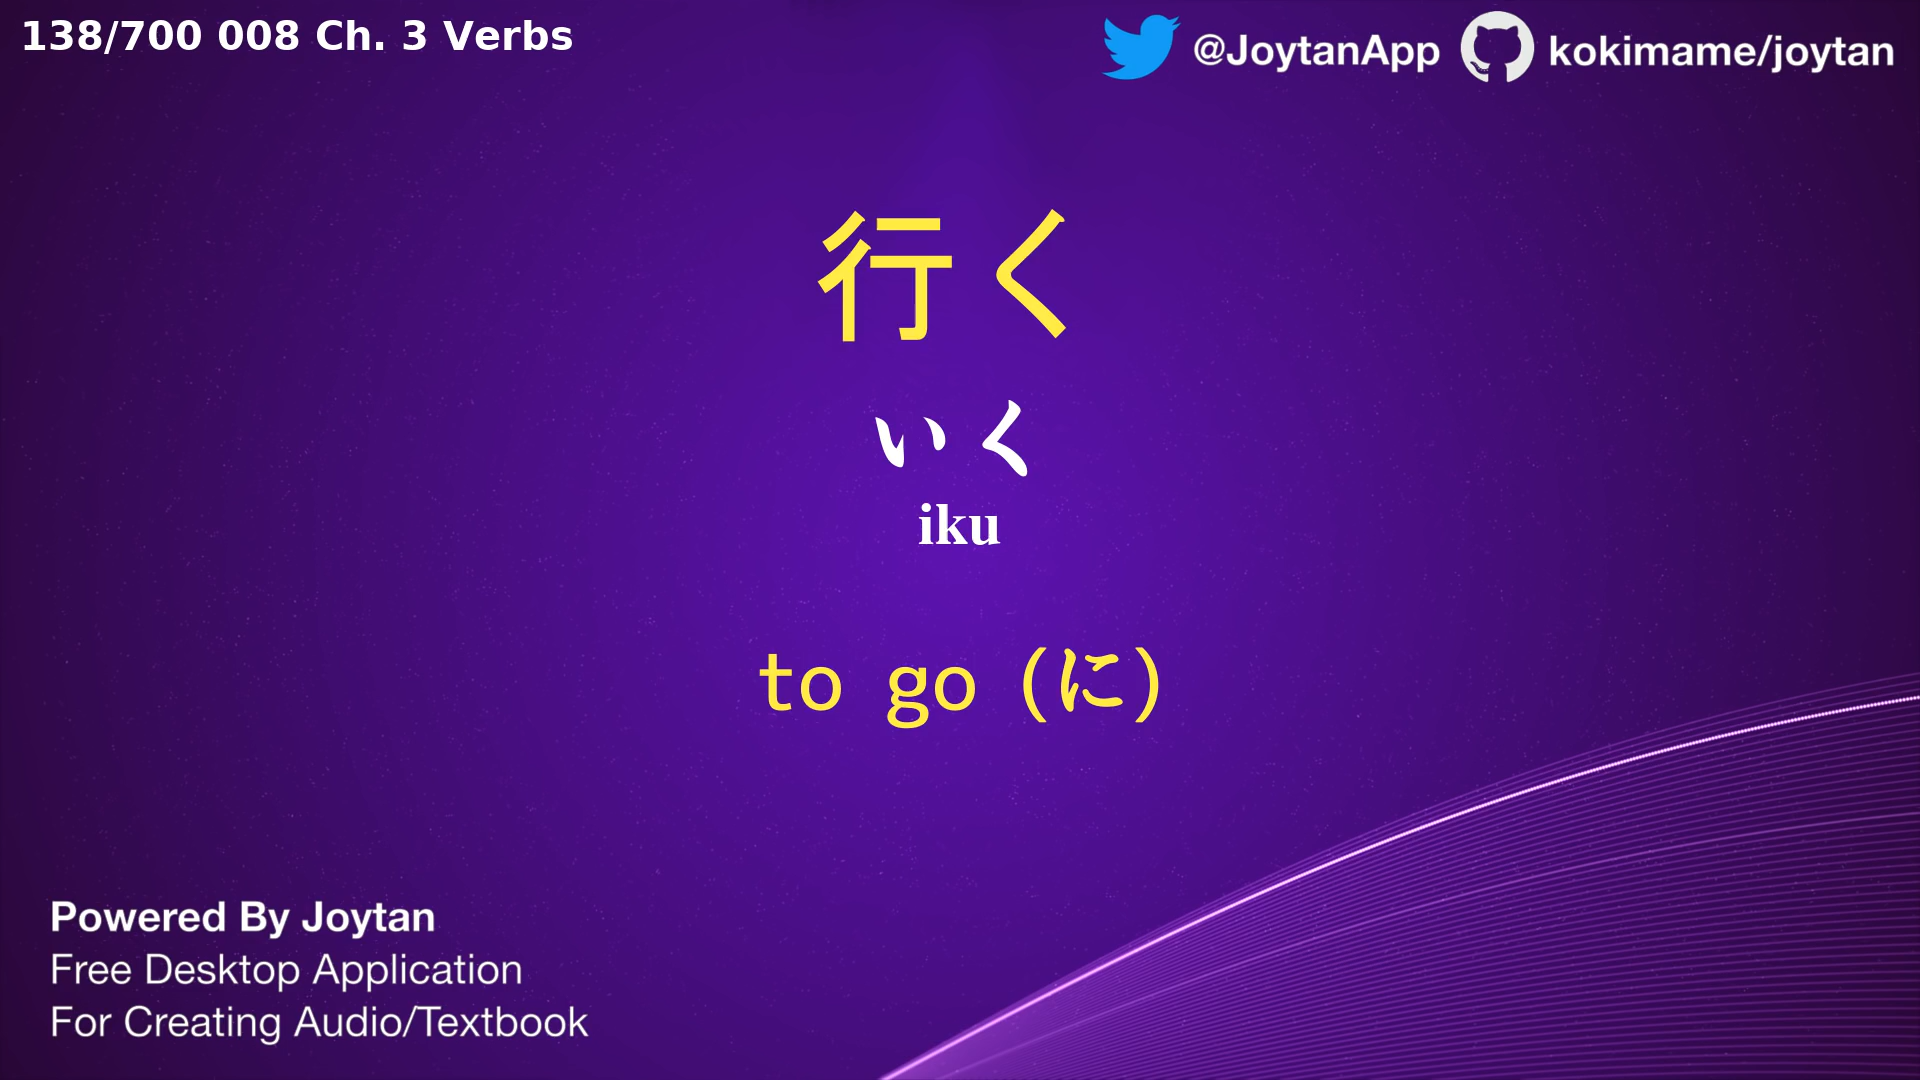 138/700 008 Ch. 3 Verbs
@JoytanApp kokimame/joytan
行く
いく
iku
to go (に)
Powered By Joytan
Free Desktop Application
For Creating Audio/Textbook